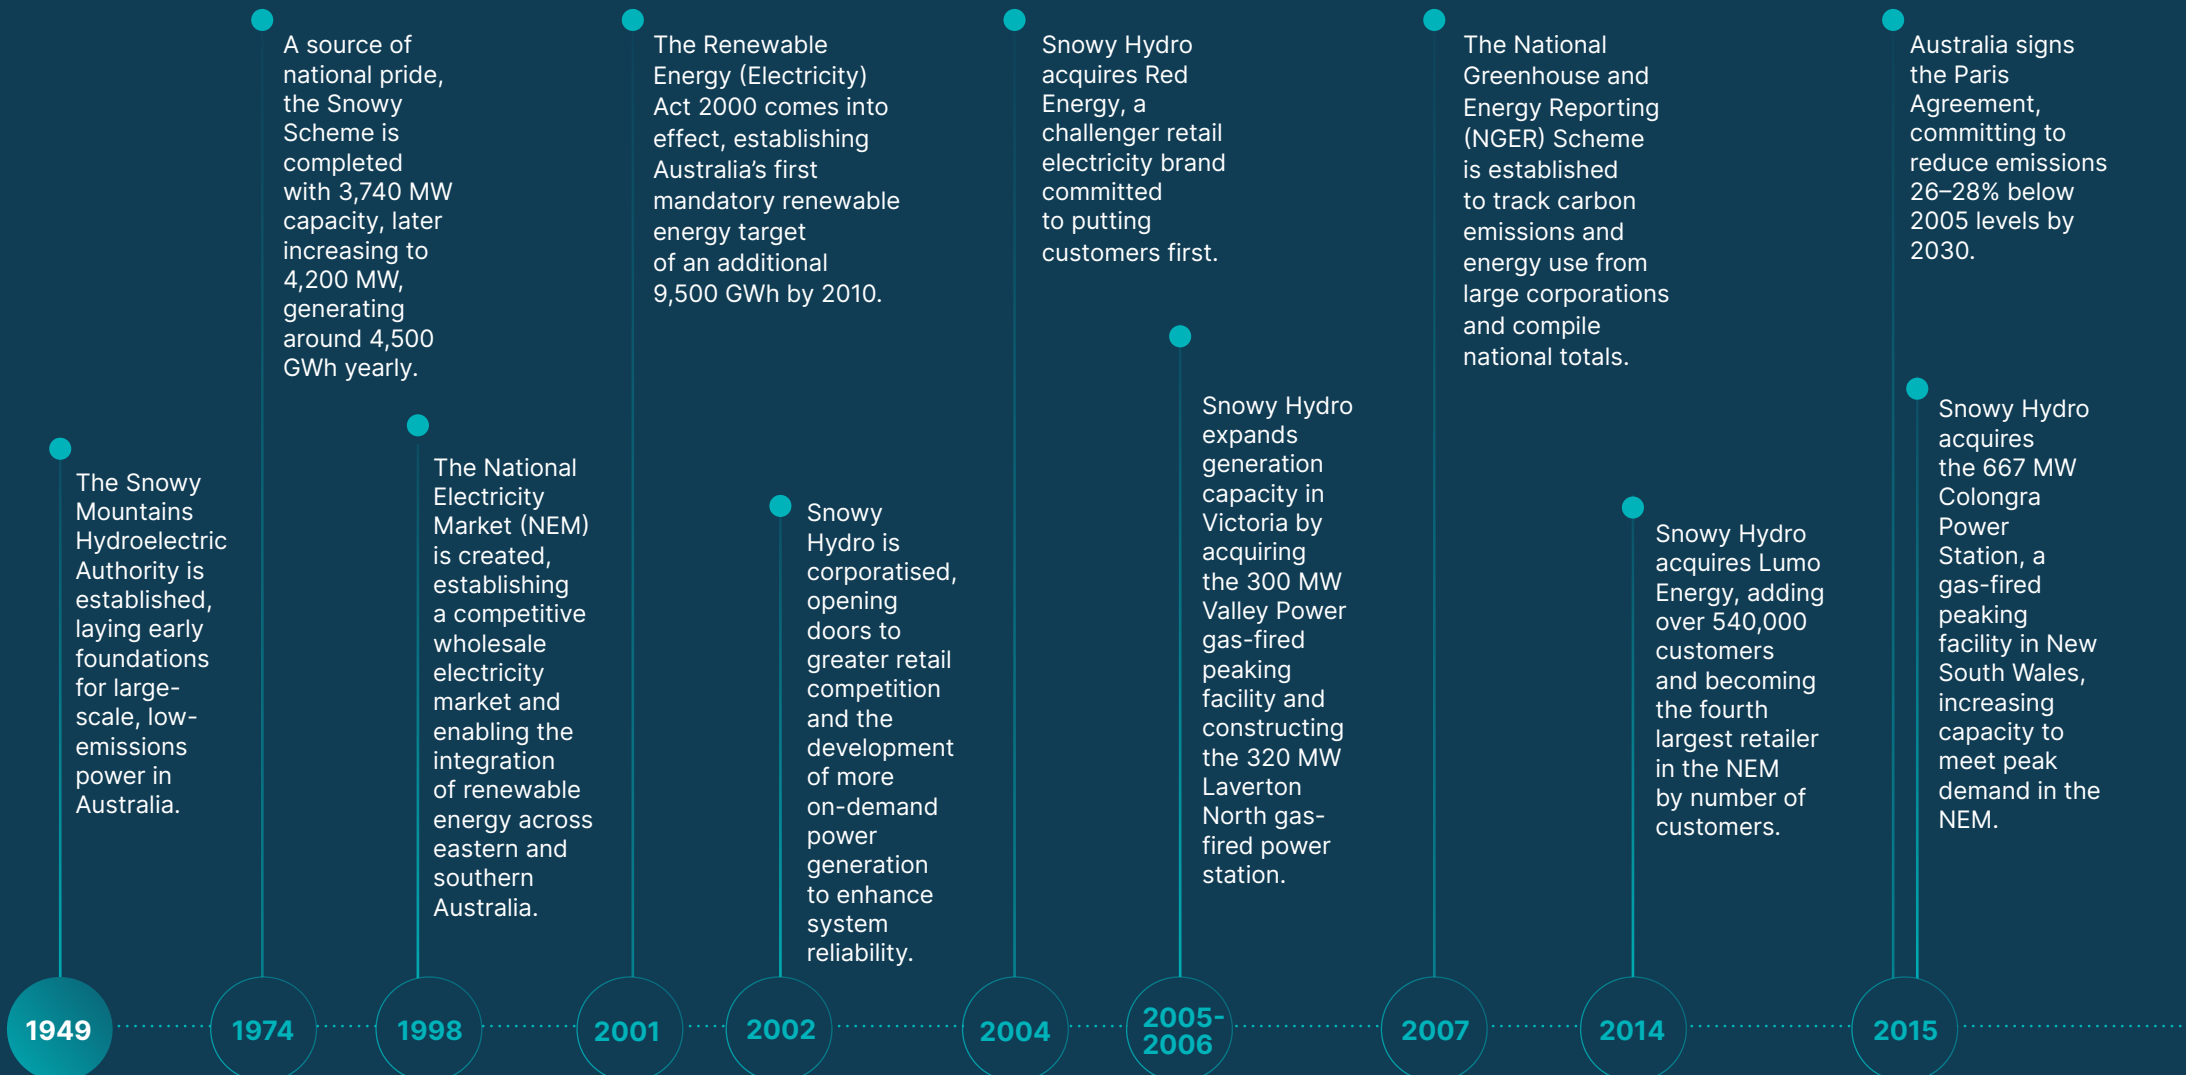 A source of
national pride,
the Snowy
Scheme is
completed
with 3,740 MW
capacity, later
increasing to
4,200 MW,
generating
around 4,500
GWh yearly.
The Renewable
Energy (Electricity)
Act 2000 comes into
effect, establishing
Australia’s first
mandatory renewable
energy target
of an additional
9,500 GWh by 2010.
Snowy Hydro
acquires Red
Energy, a
challenger retail
electricity brand
committed
to putting
customers first.
The National
Greenhouse and
Energy Reporting
(NGER) Scheme
is established
to track carbon
emissions and
energy use from
large corporations
and compile
national totals.
Australia signs
the Paris
Agreement,
committing to
reduce emissions
26–28% below
2005 levels by
2030.
The Snowy
Mountains
Hydroelectric
Authority is
established,
laying early
foundations
for large-
scale, low-
emissions
power in
Australia.
The National
Electricity
Market (NEM)
is created,
establishing
a competitive
wholesale
electricity
market and
enabling the
integration
of renewable
energy across
eastern and
southern
Australia.
Snowy
Hydro is
corporatised,
opening
doors to
greater retail
competition
and the
development
of more
on-demand
power
generation
to enhance
system
reliability.
Snowy Hydro
expands
generation
capacity in
Victoria by
acquiring
the 300 MW
Valley Power
gas-fired
peaking
facility and
constructing
the 320 MW
Laverton
North gas-
fired power
station.
Snowy Hydro
acquires Lumo
Energy, adding
over 540,000
customers
and becoming
the fourth
largest retailer
in the NEM
by number of
customers.
Snowy Hydro
acquires
the 667 MW
Colongra
Power
Station, a
gas-fired
peaking
facility in New
South Wales,
increasing
capacity to
meet peak
demand in the
NEM.
1949
1974
1998
2001
2002
2004
2005-
2006
2007
2014
2015